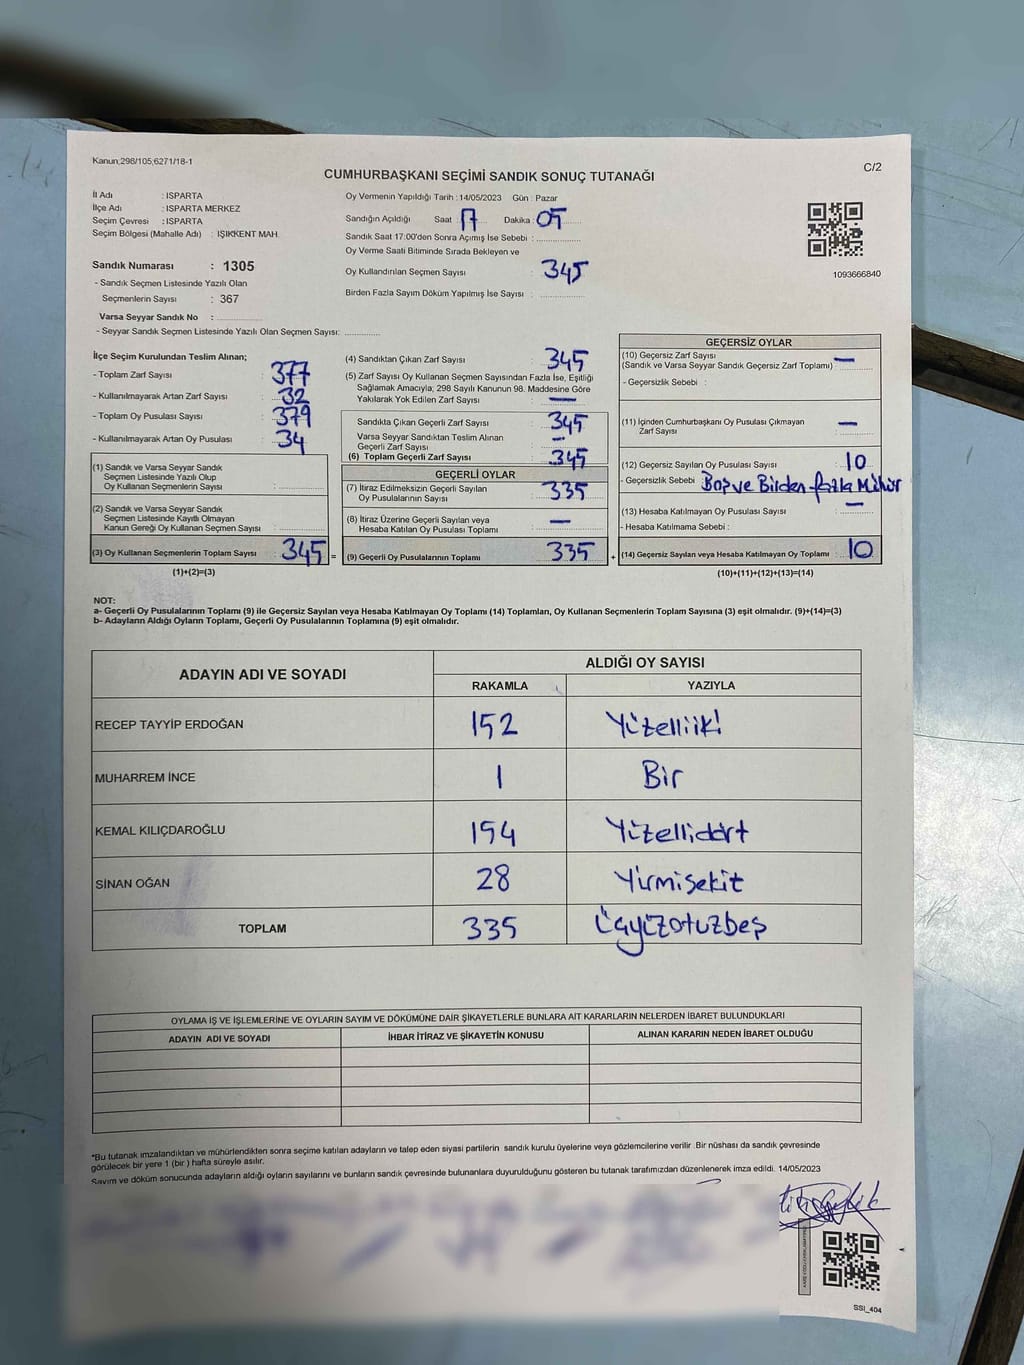 Kanun;298/105;6271/18-1
C/2
CUMHURBAŞKANI SEÇİMİ SANDIK SONUÇ TUTANAĞI
İl Adı : ISPARTA
İlçe Adı : ISPARTA MERKEZ
Seçim Çevresi : ISPARTA
Seçim Bölgesi (Mahalle Adı) : IŞIKKENT MAH.
Sandık Numarası : 1305
- Sandık Seçmen Listesinde Yazılı Olan
Seçmenlerin Sayısı : 367
Varsa Seyyar Sandık No : ................
- Seyyar Sandık Seçmen Listesinde Yazılı Olan Seçmen Sayısı: ............
Oy Vermenin Yapıldığı Tarih : 14/05/2023 Gün : Pazar
Sandığın Açıldığı Saat 17 Dakika : 05
Sandık Saat 17:00'den Sonra Açımış İse Sebebi : ...............
Oy Verme Saati Bitiminde Sırada Bekleyen ve
Oy Kullandırılan Seçmen Sayısı : 345
Birden Fazla Sayım Döküm Yapılmış İse Sayısı : ...............
1093666840
İlçe Seçim Kurulundan Teslim Alınan;
- Toplam Zarf Sayısı : 377
- Kullanılmayarak Artan Zarf Sayısı : 32
- Toplam Oy Pusulası Sayısı : 379
- Kullanılmayarak Artan Oy Pusulası : 34
(1) Sandık ve Varsa Seyyar Sandık
Seçmen Listesinde Yazılı Olup
Oy Kullanan Seçmenlerin Sayısı : ...............
(2) Sandık ve Varsa Seyyar Sandık
Seçmen Listesinde Kayıtlı Olmayan
Kanun Gereği Oy Kullanan Seçmen Sayısı : ...............
(3) Oy Kullanan Seçmenlerin Toplam Sayısı : 345 =
(1)+(2)=(3)
(4) Sandıktan Çıkan Zarf Sayısı : 345
(5) Zarf Sayısı Oy Kullanan Seçmen Sayısından Fazla İse, Eşitliği
Sağlamak Amacıyla; 298 Sayılı Kanunun 98. Maddesine Göre
Yakılarak Yok Edilen Zarf Sayısı : —
Sandıkta Çıkan Geçerli Zarf Sayısı : 345
Varsa Seyyar Sandıktan Teslim Alınan
Geçerli Zarf Sayısı : —
(6) Toplam Geçerli Zarf Sayısı : 345
GEÇERLİ OYLAR
(7) İtiraz Edilmeksizin Geçerli Sayılan
Oy Pusulalarının Sayısı : 335
(8) İtiraz Üzerine Geçerli Sayılan veya
Hesaba Katılan Oy Pusulaları Toplamı : —
(9) Geçerli Oy Pusulalarının Toplamı : 335 +
GEÇERSİZ OYLAR
(10) Geçersiz Zarf Sayısı
(Sandık ve Varsa Seyyar Sandık Geçersiz Zarf Toplamı) : —
- Geçersizlik Sebebi :
(11) İçinden Cumhurbaşkanı Oy Pusulası Çıkmayan
Zarf Sayısı : —
(12) Geçersiz Sayılan Oy Pusulası Sayısı : 10
- Geçersizlik Sebebi : Boş ve Birden fazla Mühür
(13) Hesaba Katılmayan Oy Pusulası Sayısı : —
- Hesaba Katılmama Sebebi :
(14) Geçersiz Sayılan veya Hesaba Katılmayan Oy Toplamı : 10
(10)+(11)+(12)+(13)=(14)
NOT:
a- Geçerli Oy Pusulalarının Toplamı (9) ile Geçersiz Sayılan veya Hesaba Katılmayan Oy Toplamı (14) Toplamları, Oy Kullanan Seçmenlerin Toplam Sayısına (3) eşit olmalıdır. (9)+(14)=(3)
b- Adayların Aldığı Oyların Toplamı, Geçerli Oy Pusulalarının Toplamına (9) eşit olmalıdır.
ADAYIN ADI VE SOYADI ALDIĞI OY SAYISI
RAKAMLA YAZIYLA
RECEP TAYYİP ERDOĞAN 152 Yüzelliiki
MUHARREM İNCE 1 Bir
KEMAL KILIÇDAROĞLU 154 Yüzellidört
SİNAN OĞAN 28 Yirmisekiz
TOPLAM 335 Üçyüzotuzbeş
OYLAMA İŞ VE İŞLEMLERİNE VE OYLARIN SAYIM VE DÖKÜMÜNE DAİR ŞİKAYETLERLE BUNLARA AİT KARARLARIN NELERDEN İBARET BULUNDUKLARI
ADAYIN ADI VE SOYADI İHBAR İTİRAZ VE ŞİKAYETİN KONUSU ALINAN KARARIN NEDEN İBARET OLDUĞU
*Bu tutanak imzalandıktan ve mühürlendikten sonra seçime katılan adayların ve talep eden siyasi partilerin sandık kurulu üyelerine veya gözlemcilerine verilir. Bir nüshası da sandık çevresinde
görülecek bir yere 1 (bir) hafta süreyle asılır.
Sayım ve döküm sonucunda adayların aldığı oyların sayılarını ve bunların sandık çevresinde bulunanlara duyurulduğunu gösteren bu tutanak tarafımızdan düzenlenerek imza edildi. 14/05/2023
SSI_404